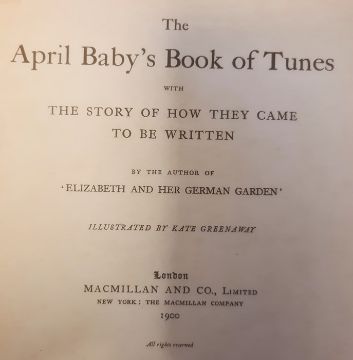 The
April Baby's Book of Tunes
WITH
THE STORY OF HOW THEY CAME
TO BE WRITTEN
BY THE AUTHOR OF
'ELIZABETH AND HER GERMAN GARDEN'
ILLUSTRATED BY KATE GREENAWAY
London
MACMILLAN AND CO., LIMITED
NEW YORK: THE MACMILLAN COMPANY
1900
All rights reserved